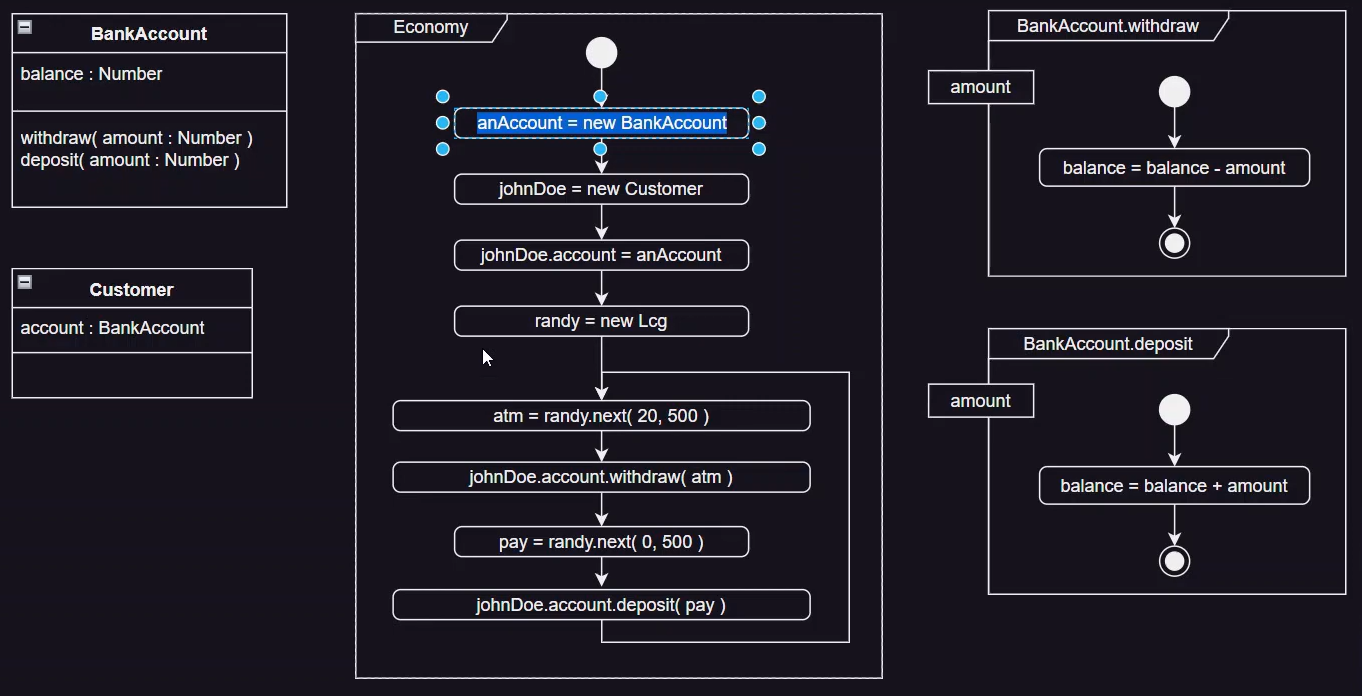 BankAccount
balance : Number
withdraw( amount : Number )
deposit( amount : Number )
Customer
account : BankAccount
Economy
anAccount = new BankAccount
johnDoe = new Customer
johnDoe.account = anAccount
randy = new Lcg
atm = randy.next( 20, 500 )
johnDoe.account.withdraw( atm )
pay = randy.next( 0, 500 )
johnDoe.account.deposit( pay )
BankAccount.withdraw
amount
balance = balance - amount
BankAccount.deposit
amount
balance = balance + amount